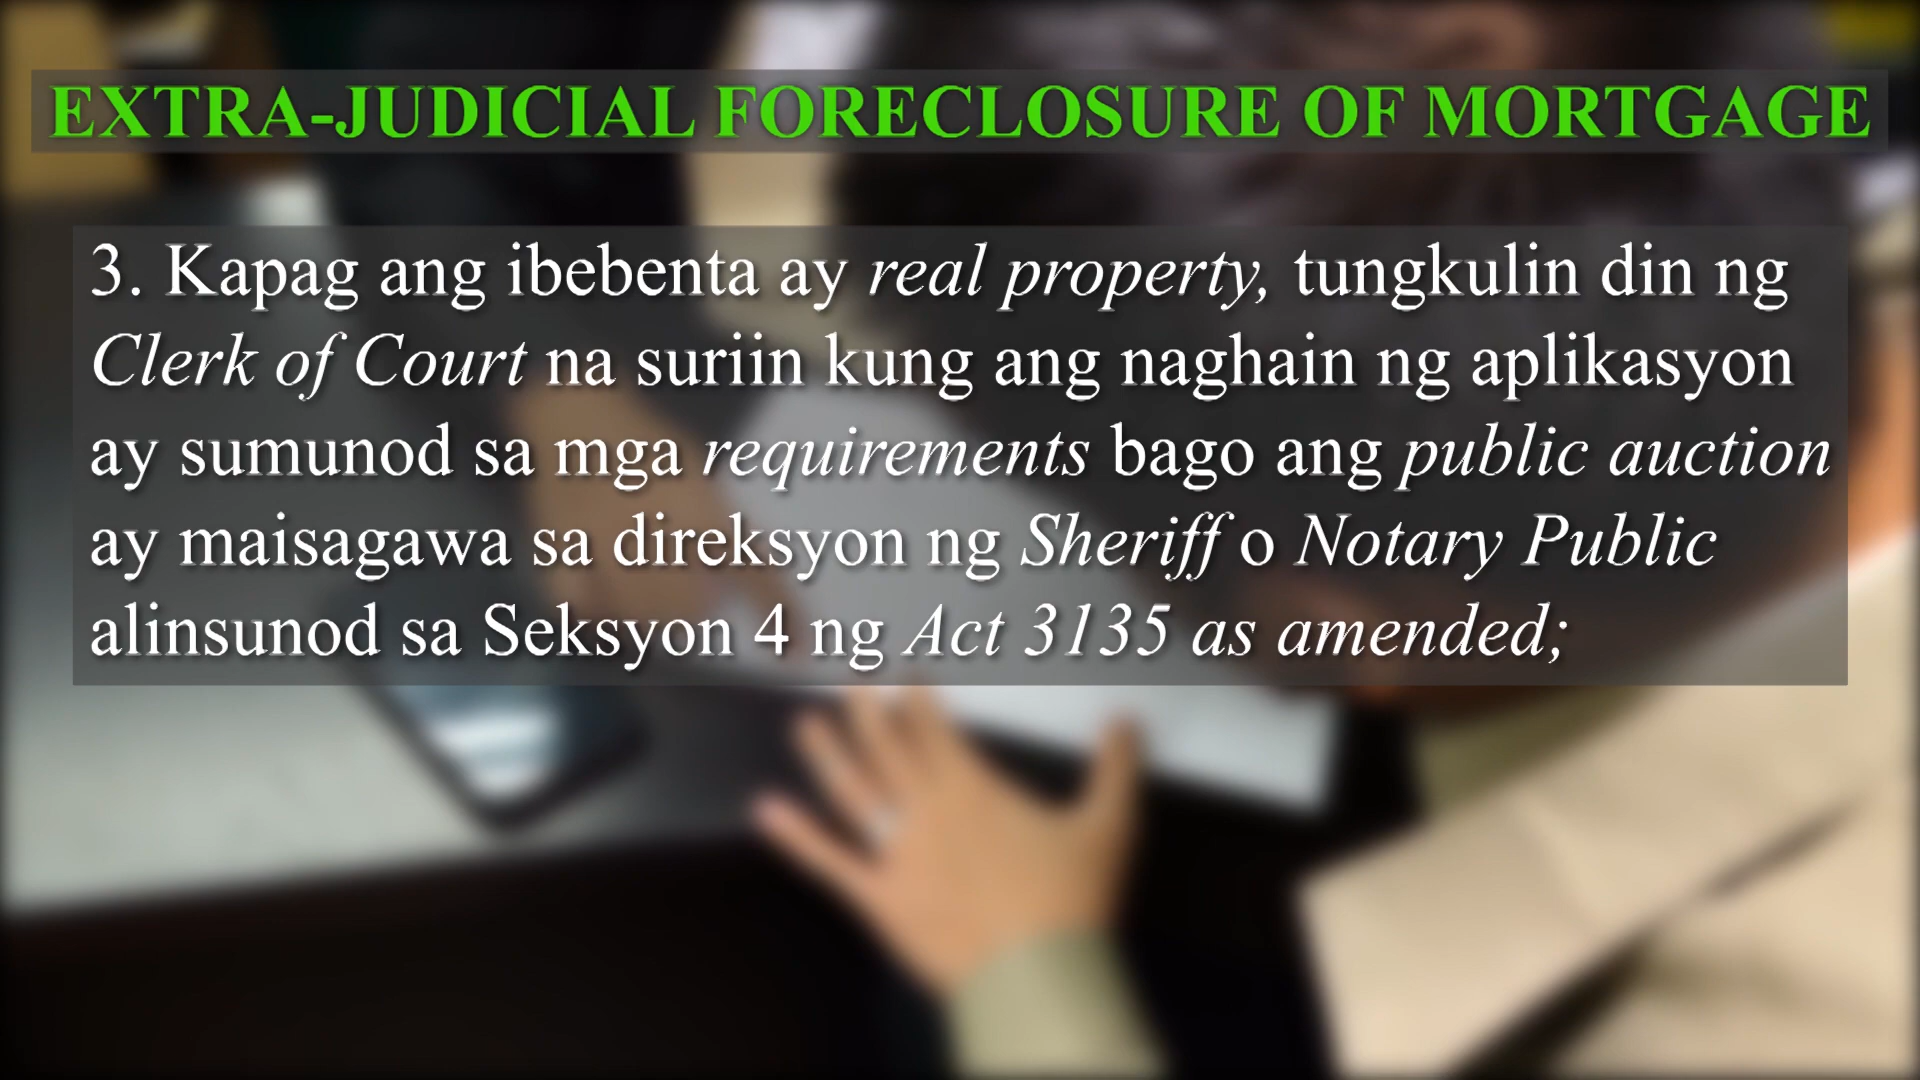 EXTRA-JUDICIAL FORECLOSURE OF MORTGAGE
3. Kapag ang ibebenta ay real property, tungkulin din ng
Clerk of Court na suriin kung ang naghain ng aplikasyon
ay sumunod sa mga requirements bago ang public auction
ay maisagawa sa direksyon ng Sheriff o Notary Public
alinsunod sa Seksyon 4 ng Act 3135 as amended;